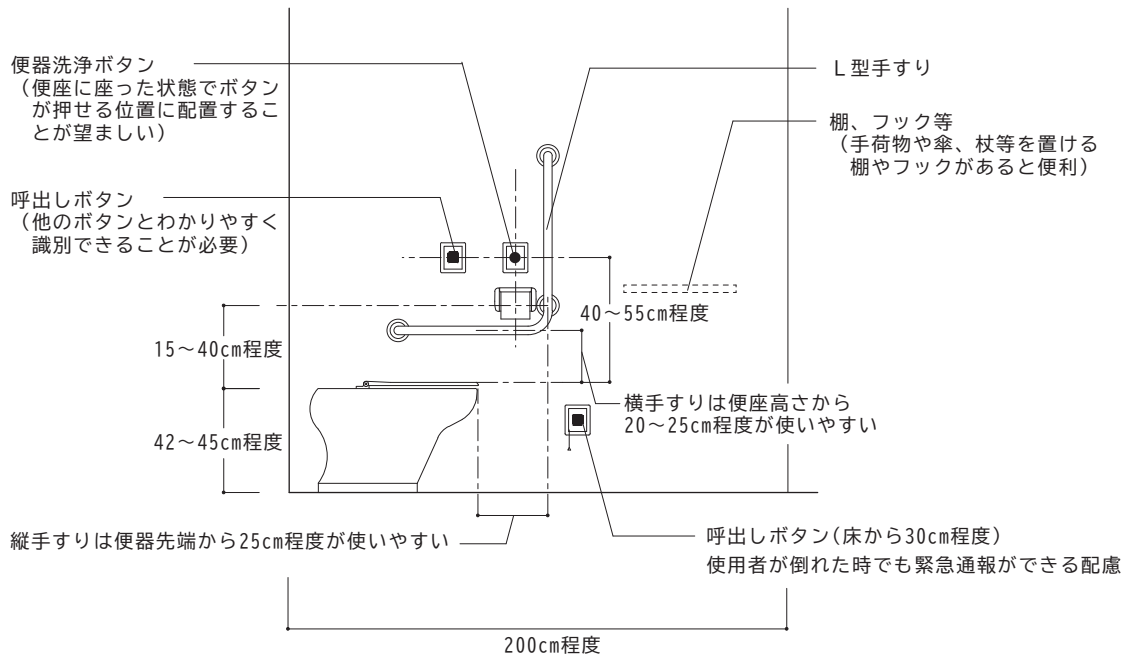 便器洗浄ボタン
（便座に座った状態でボタン
が押せる位置に配置するこ
とが望ましい）
Ｌ型手すり
棚、フック等
（手荷物や傘、杖等を置ける
棚やフックがあると便利）
呼出しボタン
（他のボタンとわかりやすく
識別できることが必要）
40～55cm程度
15～40cm程度
横手すりは便座高さから
20～25cm程度が使いやすい
42～45cm程度
縦手すりは便器先端から25cm程度が使いやすい
呼出しボタン(床から30cm程度)
使用者が倒れた時でも緊急通報ができる配慮
200cm程度